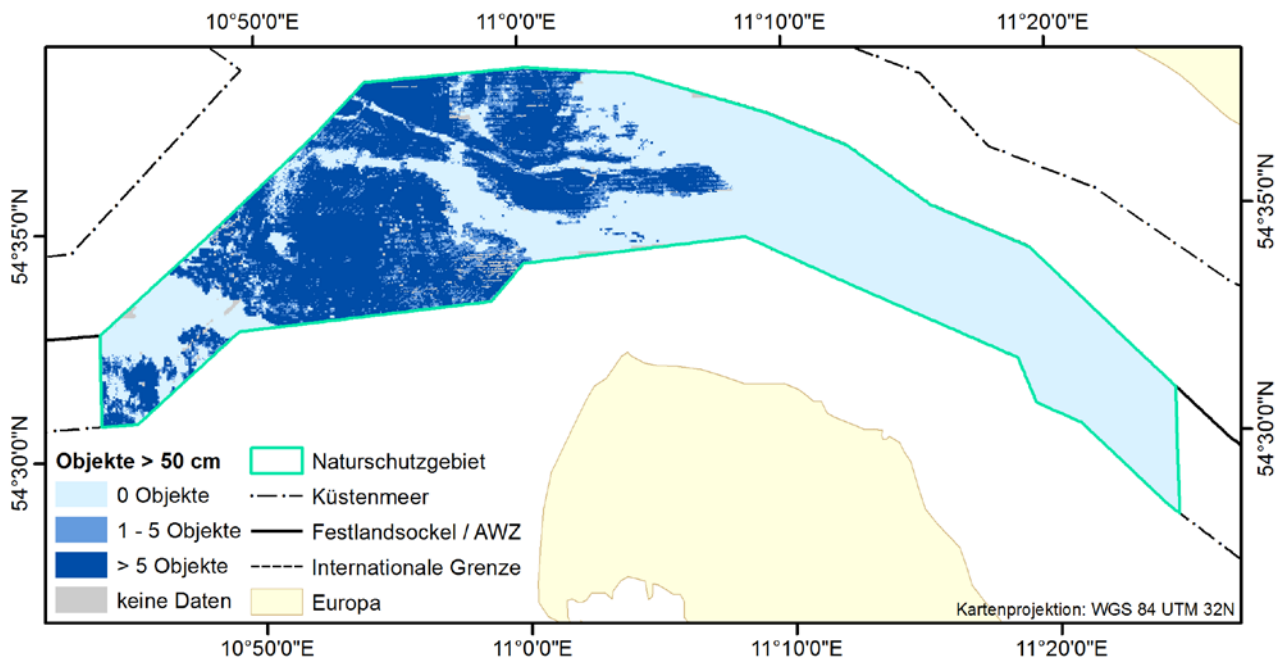 10°50'0"E 11°0'0"E 11°10'0"E 11°20'0"E
54°35'0"N
54°35'0"N
54°30'0"N
54°30'0"N
Objekte > 50 cm
0 Objekte
1 - 5 Objekte
> 5 Objekte
keine Daten
Naturschutzgebiet
Küstenmeer
Festlandsockel / AWZ
Internationale Grenze
Europa
Kartenprojektion: WGS 84 UTM 32N
10°50'0"E 11°0'0"E 11°10'0"E 11°20'0"E